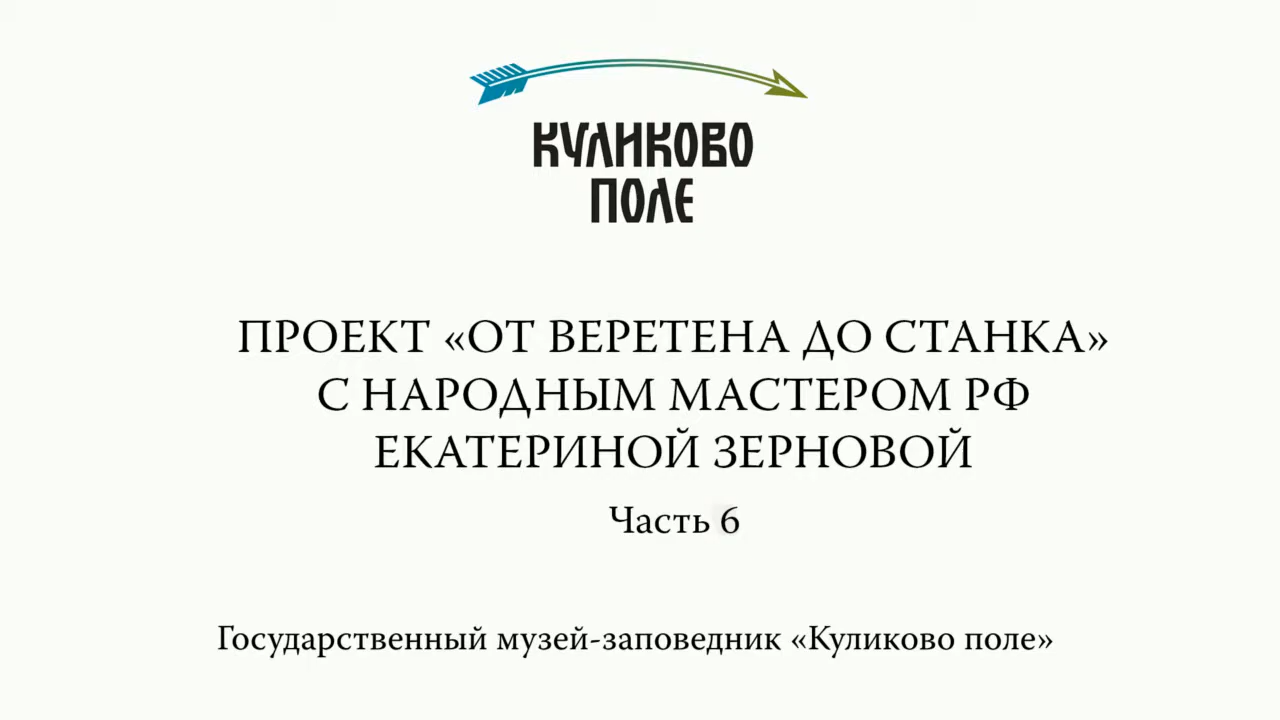 КУЛИКОВО
ПОЛЕ
ПРОЕКТ «ОТ ВЕРЕТЕНА ДО СТАНКА»
С НАРОДНЫМ МАСТЕРОМ РФ
ЕКАТЕРИНОЙ ЗЕРНОВОЙ
Часть 6
Государственный музей-заповедник «Куликово поле»